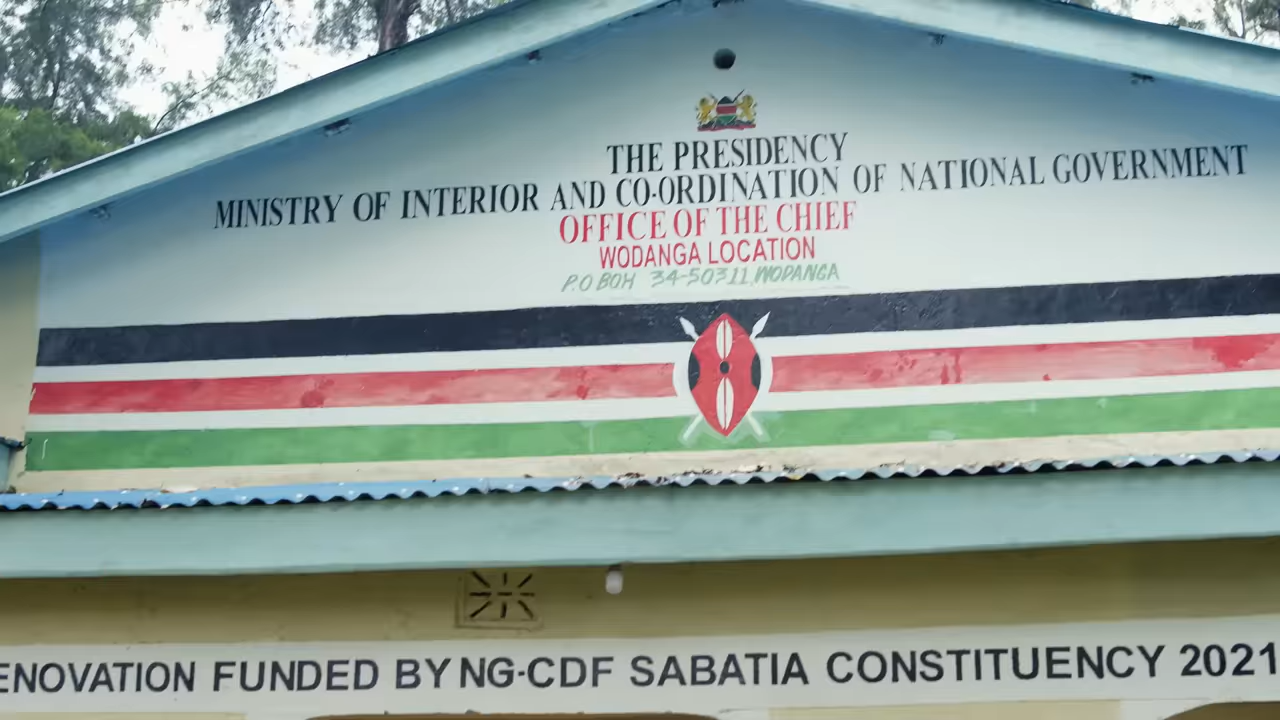 THE PRESIDENCY
MINISTRY OF INTERIOR AND CO-ORDINATION OF NATIONAL GOVERNMENT
OFFICE OF THE CHIEF
WODANGA LOCATION
P.O BOX 34-50311, WODANGA
ENOVATION FUNDED BY NG-CDF SABATIA CONSTITUENCY 2021